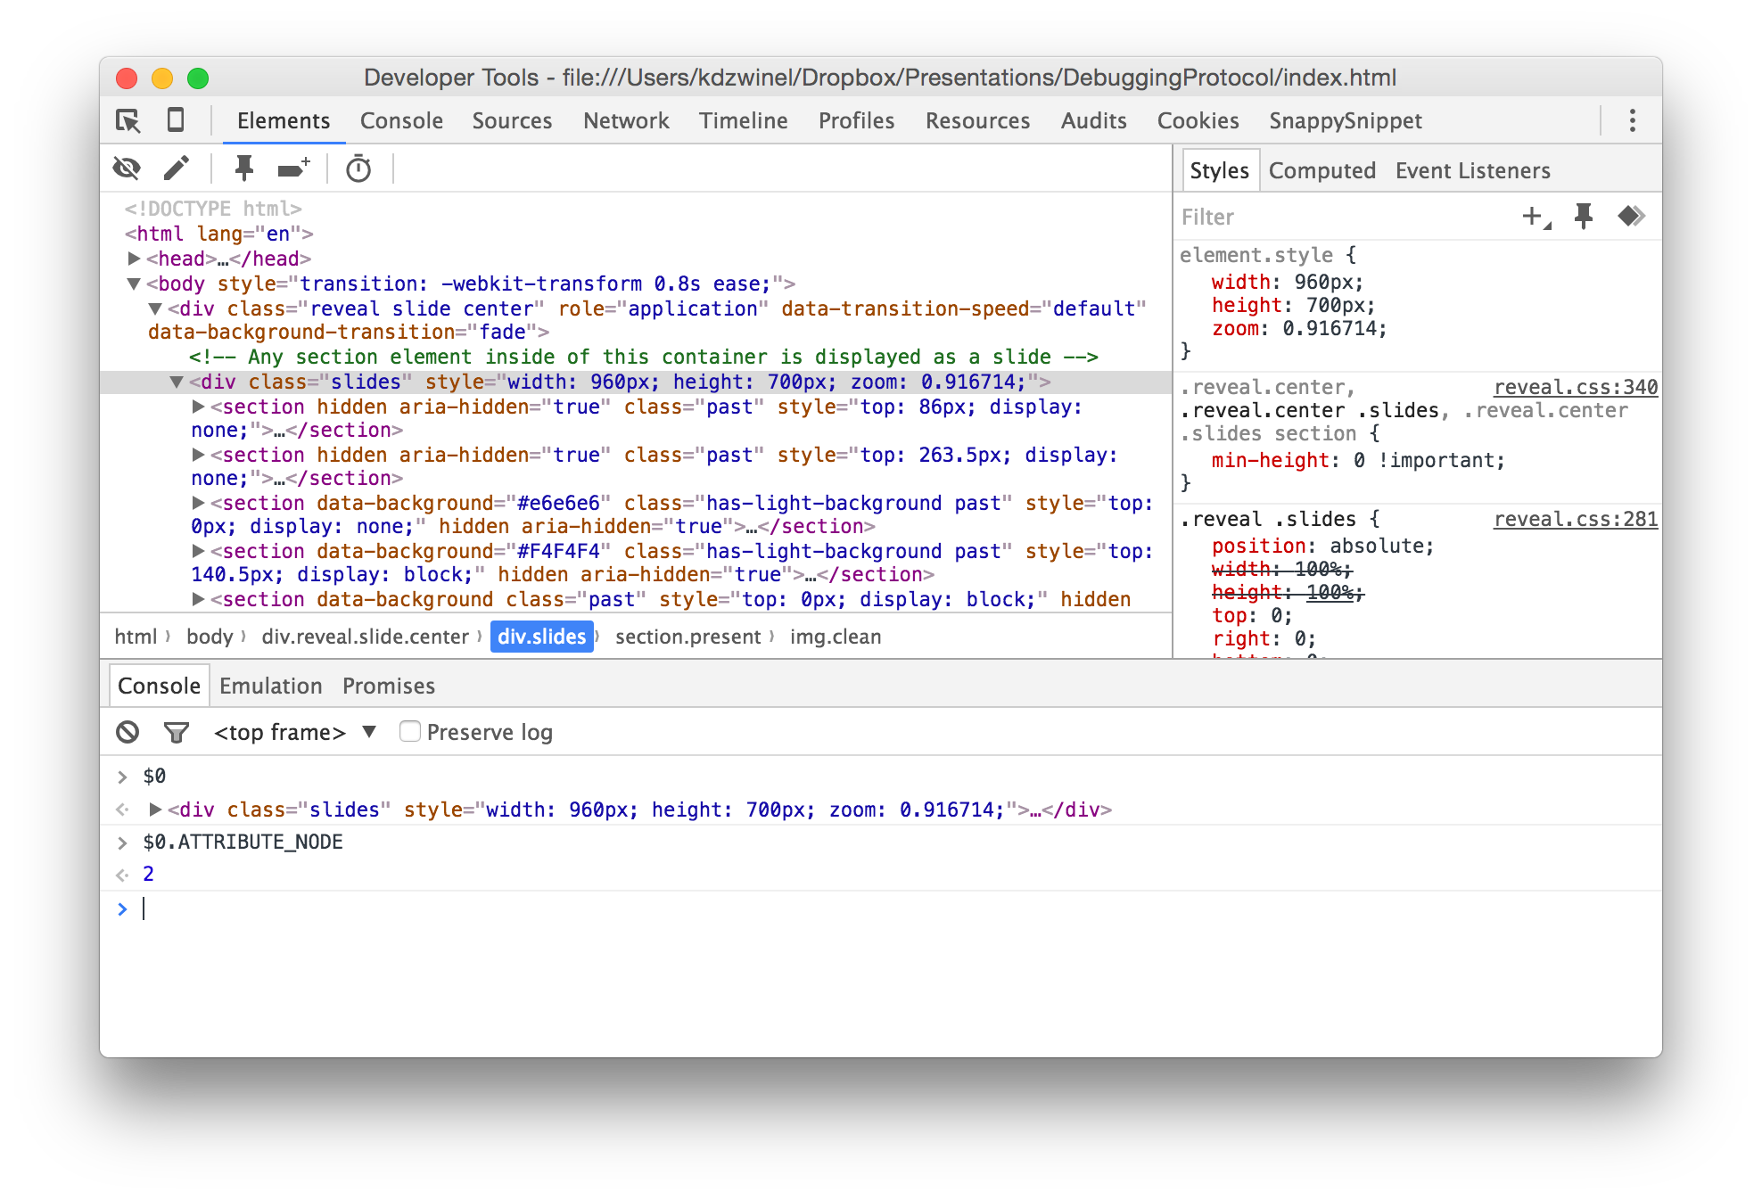 Developer Tools - file:///Users/kdzwinel/Dropbox/Presentations/DebuggingProtocol/index.html
Elements Console Sources Network Timeline Profiles Resources Audits Cookies SnappySnippet
<!DOCTYPE html>
<html lang="en">
<head>…</head>
<body style="transition: -webkit-transform 0.8s ease;">
<div class="reveal slide center" role="application" data-transition-speed="default"
data-background-transition="fade">
<!-- Any section element inside of this container is displayed as a slide -->
<div class="slides" style="width: 960px; height: 700px; zoom: 0.916714;">
<section hidden aria-hidden="true" class="past" style="top: 86px; display:
none;">…</section>
<section hidden aria-hidden="true" class="past" style="top: 263.5px; display:
none;">…</section>
<section data-background="#e6e6e6" class="has-light-background past" style="top:
0px; display: none;" hidden aria-hidden="true">…</section>
<section data-background="#F4F4F4" class="has-light-background past" style="top:
140.5px; display: block;" hidden aria-hidden="true">…</section>
<section data-background class="past" style="top: 0px; display: block;" hidden
html body div.reveal.slide.center div.slides section.present img.clean
Styles Computed Event Listeners
Filter
element.style {
width: 960px;
height: 700px;
zoom: 0.916714;
}
.reveal.center, reveal.css:340
.reveal.center .slides, .reveal.center
.slides section {
min-height: 0 !important;
}
.reveal .slides { reveal.css:281
position: absolute;
width: 100%;
height: 100%;
top: 0;
right: 0;
Console Emulation Promises
<top frame> ▼ Preserve log
> $0
<div class="slides" style="width: 960px; height: 700px; zoom: 0.916714;">…</div>
> $0.ATTRIBUTE_NODE
2
>